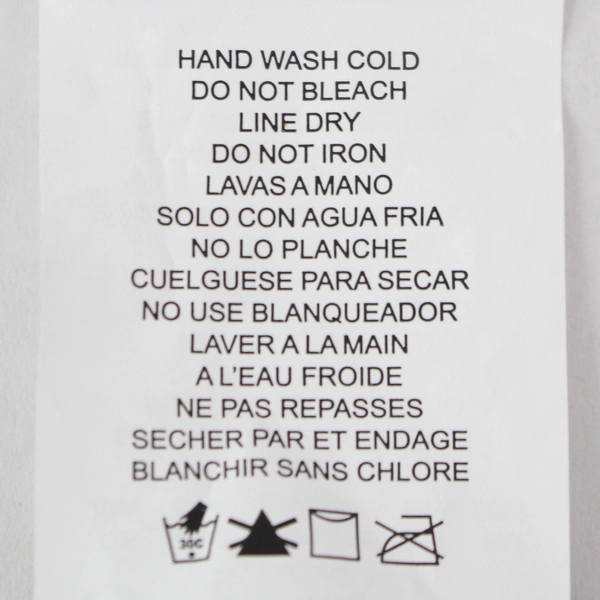 HAND WASH COLD
DO NOT BLEACH
LINE DRY
DO NOT IRON
LAVAS A MANO
SOLO CON AGUA FRIA
NO LO PLANCHE
CUELGUESE PARA SECAR
NO USE BLANQUEADOR
LAVER A LA MAIN
A L'EAU FROIDE
NE PAS REPASSES
SECHER PAR ET ENDAGE
BLANCHIR SANS CHLORE
30C